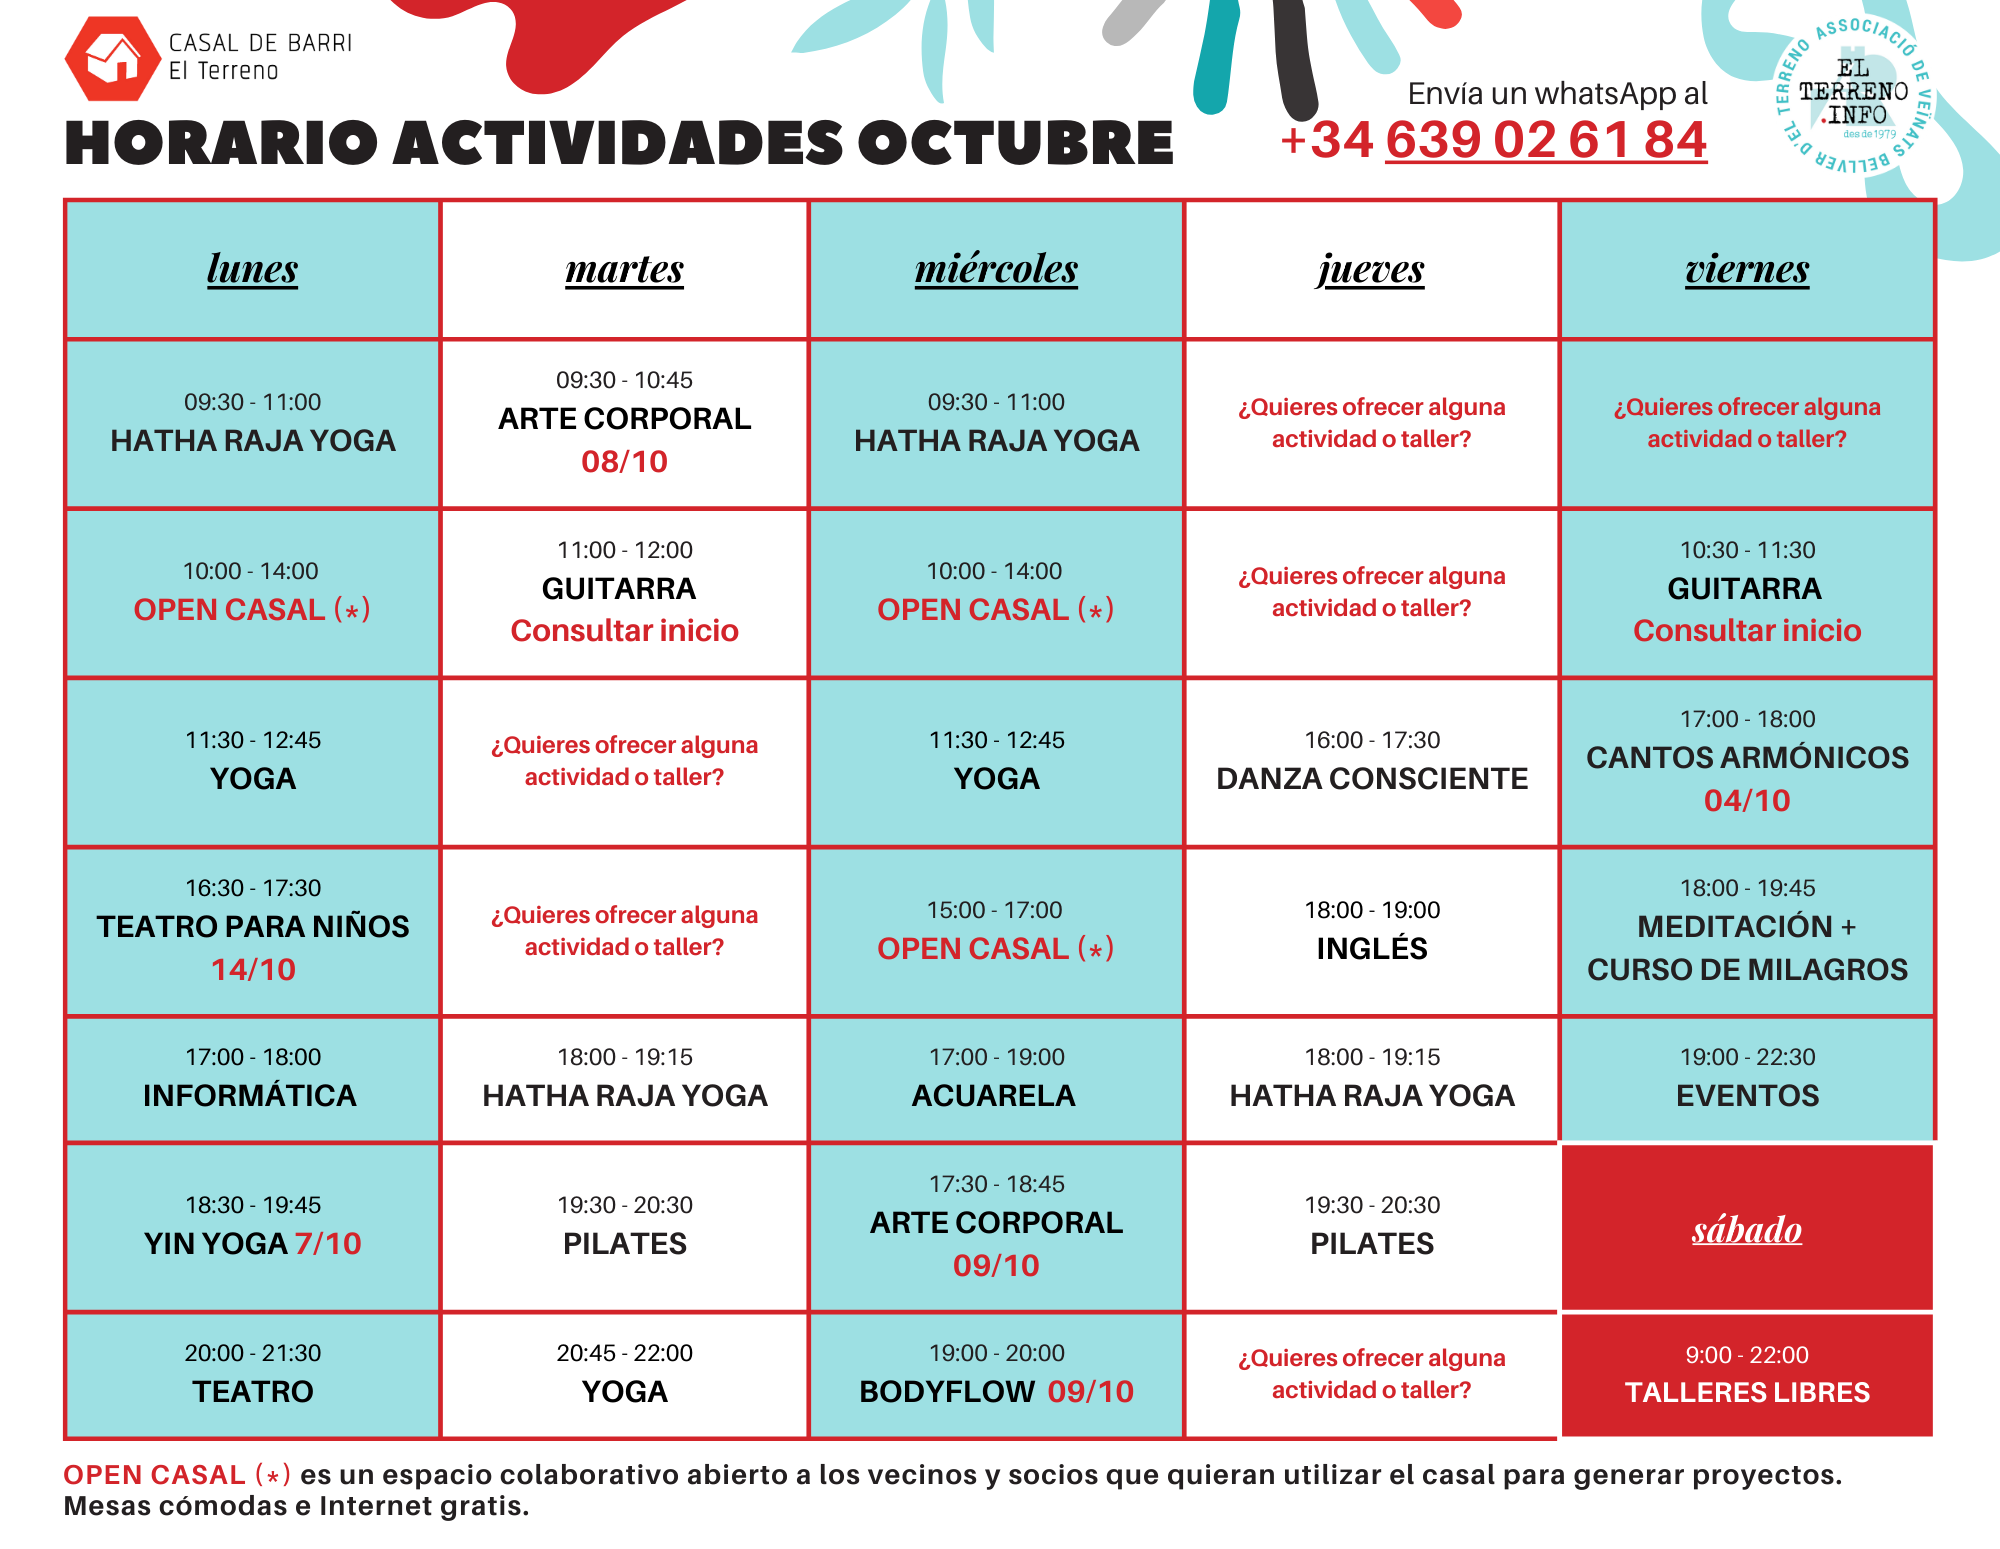 CASAL DE BARRI
El Terreno
HORARIO ACTIVIDADES OCTUBRE
Envía un whatsApp al
+34 639 02 61 84
ASSOCIACIÓ DE VEÏNATS BELLVER D'EL TERRENO
EL
TERRENO
.INFO
des de 1979
lunes
martes
miércoles
jueves
viernes
09:30 - 11:00
HATHA RAJA YOGA
09:30 - 10:45
ARTE CORPORAL
08/10
09:30 - 11:00
HATHA RAJA YOGA
¿Quieres ofrecer alguna
actividad o taller?
¿Quieres ofrecer alguna
actividad o taller?
10:00 - 14:00
OPEN CASAL (*)
11:00 - 12:00
GUITARRA
Consultar inicio
10:00 - 14:00
OPEN CASAL (*)
¿Quieres ofrecer alguna
actividad o taller?
10:30 - 11:30
GUITARRA
Consultar inicio
11:30 - 12:45
YOGA
¿Quieres ofrecer alguna
actividad o taller?
11:30 - 12:45
YOGA
16:00 - 17:30
DANZA CONSCIENTE
17:00 - 18:00
CANTOS ARMÓNICOS
04/10
16:30 - 17:30
TEATRO PARA NIÑOS
14/10
¿Quieres ofrecer alguna
actividad o taller?
15:00 - 17:00
OPEN CASAL (*)
18:00 - 19:00
INGLÉS
18:00 - 19:45
MEDITACIÓN +
CURSO DE MILAGROS
17:00 - 18:00
INFORMÁTICA
18:00 - 19:15
HATHA RAJA YOGA
17:00 - 19:00
ACUARELA
18:00 - 19:15
HATHA RAJA YOGA
19:00 - 22:30
EVENTOS
18:30 - 19:45
YIN YOGA 7/10
19:30 - 20:30
PILATES
17:30 - 18:45
ARTE CORPORAL
09/10
19:30 - 20:30
PILATES
sábado
20:00 - 21:30
TEATRO
20:45 - 22:00
YOGA
19:00 - 20:00
BODYFLOW 09/10
¿Quieres ofrecer alguna
actividad o taller?
9:00 - 22:00
TALLERES LIBRES
OPEN CASAL (*) es un espacio colaborativo abierto a los vecinos y socios que quieran utilizar el casal para generar proyectos.
Mesas cómodas e Internet gratis.